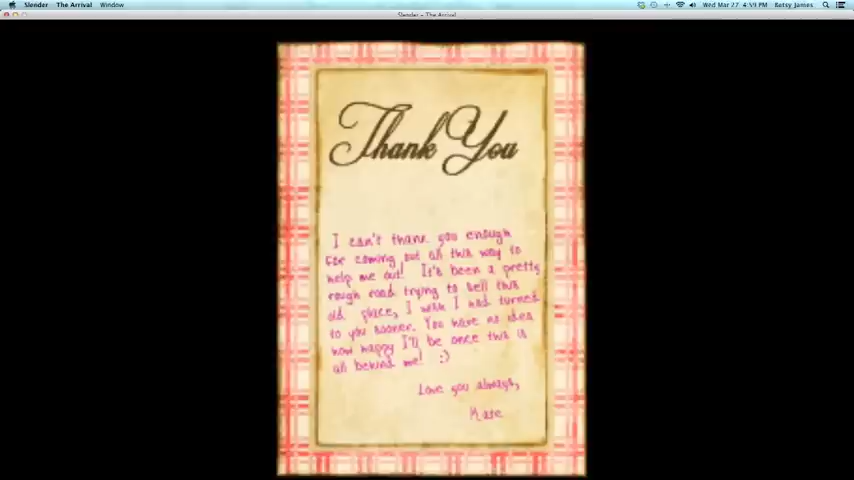 Slender The Arrival Window Wed Mar 27 4:59 PM Betsy James
Slender - The Arrival
Thank You
I can't thank you enough
for coming out all this way to
help me out! It's been a pretty
rough road trying to sell this
old place, I wish I had turned
to you sooner. You have no idea
how happy I'll be once this is
all behind me! :)
Love you always,
Kate